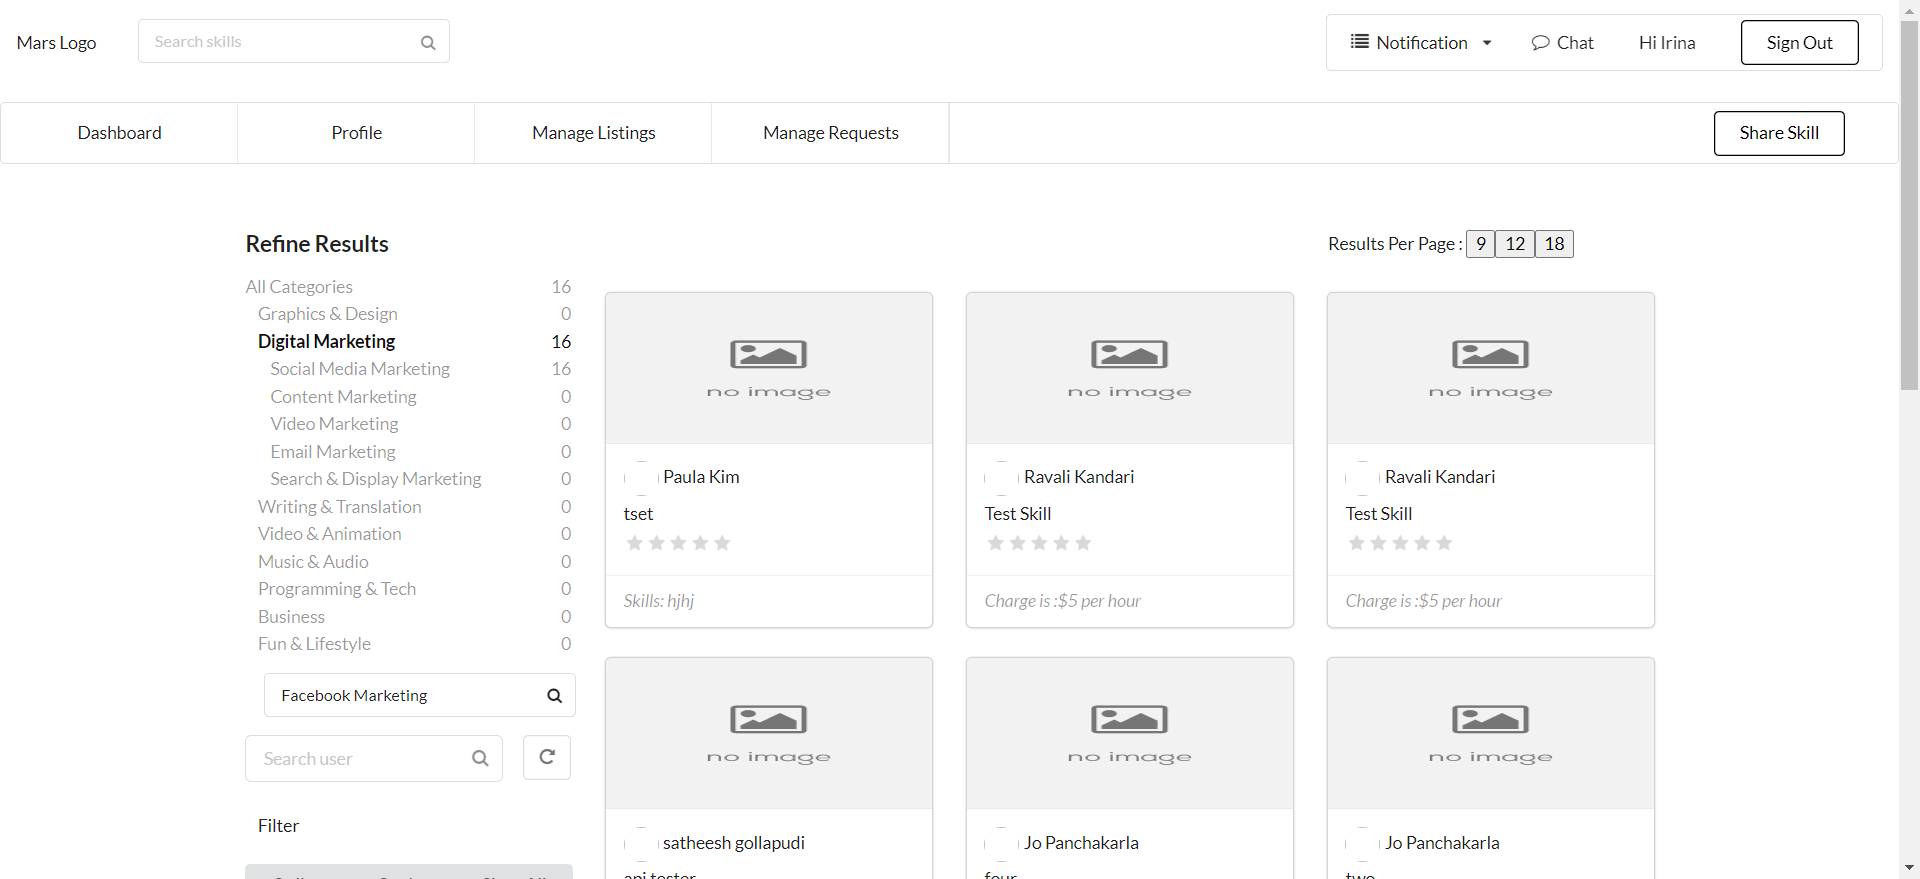 Mars Logo
Search skills
Notification
Chat
Hi Irina
Sign Out
Dashboard
Profile
Manage Listings
Manage Requests
Share Skill
Refine Results
All Categories 16
Graphics & Design 0
Digital Marketing 16
Social Media Marketing 16
Content Marketing 0
Video Marketing 0
Email Marketing 0
Search & Display Marketing 0
Writing & Translation 0
Video & Animation 0
Music & Audio 0
Programming & Tech 0
Business 0
Fun & Lifestyle 0
Facebook Marketing
Search user
Filter
Results Per Page : 9 12 18
no image
Paula Kim
tset
Skills: hjhj
no image
Ravali Kandari
Test Skill
Charge is :$5 per hour
no image
Ravali Kandari
Test Skill
Charge is :$5 per hour
no image
satheesh gollapudi
api tester
no image
Jo Panchakarla
four
no image
Jo Panchakarla
two